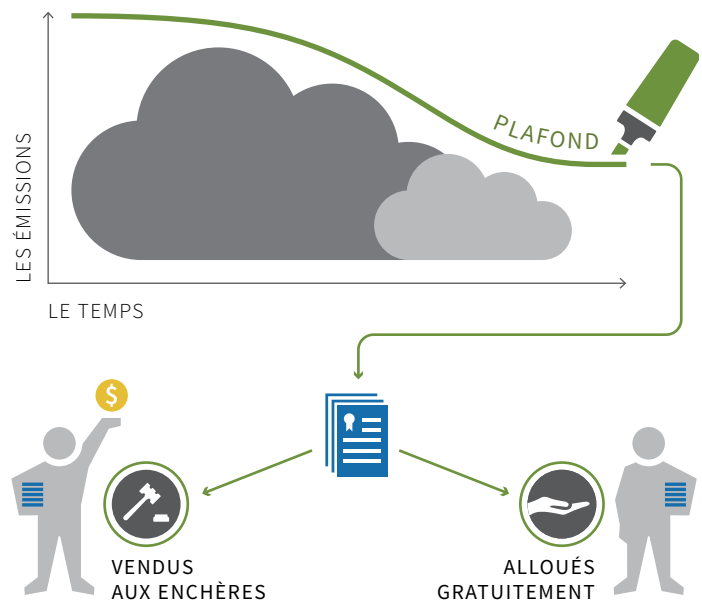 PLAFOND
LES ÉMISSIONS
LE TEMPS
$
VENDUS
AUX ENCHÈRES
ALLOUÉS
GRATUITEMENT